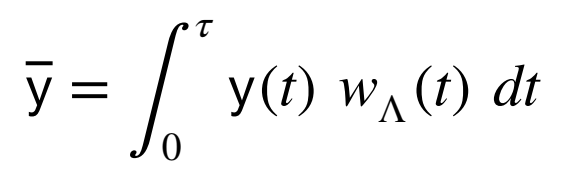 y̅ = ∫₀^τ y(t) w_Λ(t) dt